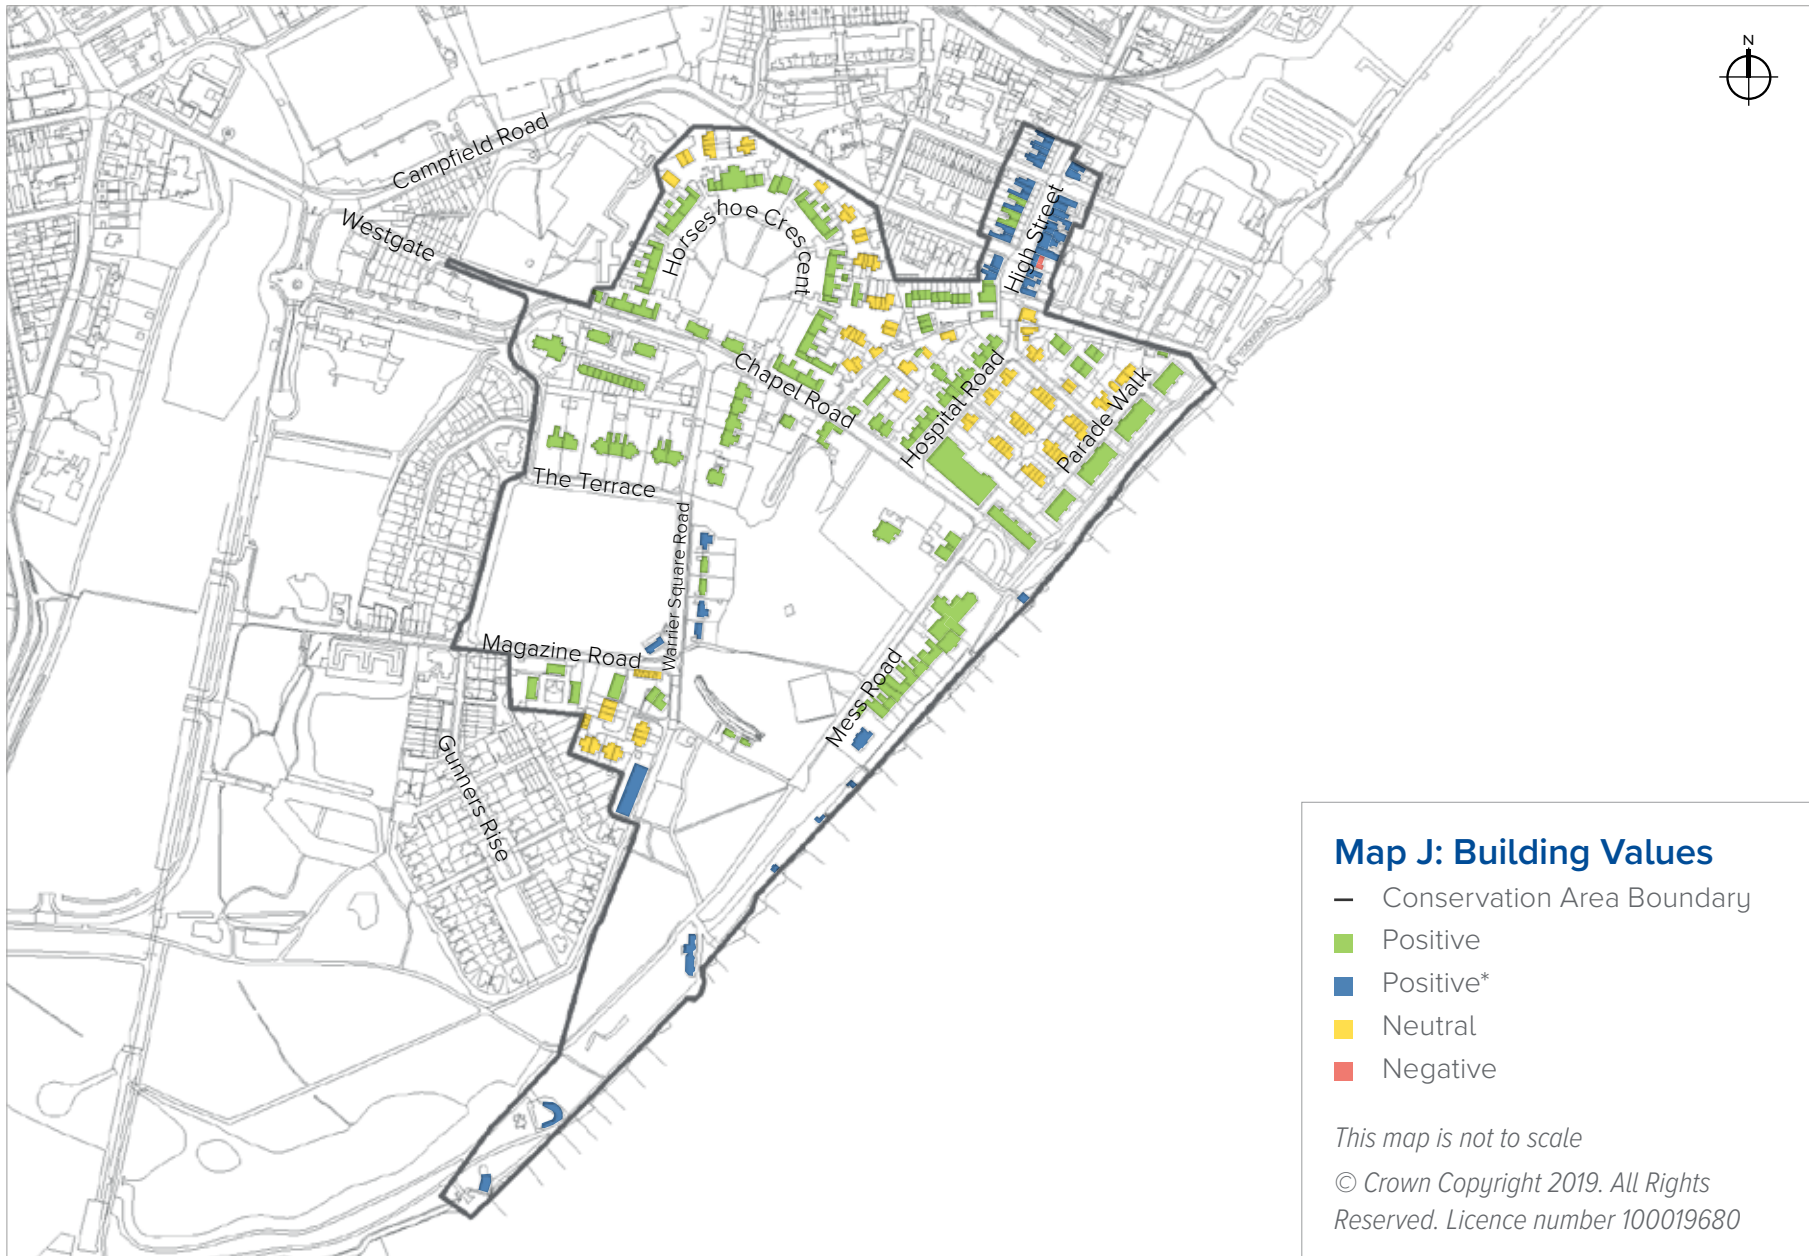 N
Campfield Road
Westgate
Horseshoe Crescent
High Street
Chapel Road
Hospital Road
Parade Walk
The Terrace
Warrier Square Road
Magazine Road
Mess Road
Gunners Rise
Map J: Building Values
Conservation Area Boundary
Positive
Positive*
Neutral
Negative
This map is not to scale
© Crown Copyright 2019. All Rights
Reserved. Licence number 100019680